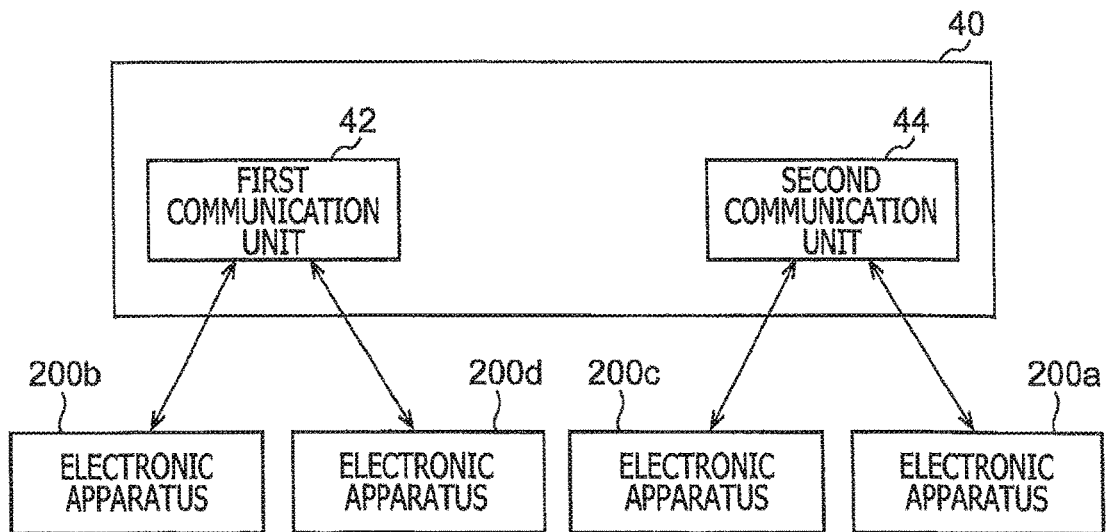 40
42
44
FIRST
COMMUNICATION
UNIT
SECOND
COMMUNICATION
UNIT
200b
200d
200c
200a
ELECTRONIC
APPARATUS
ELECTRONIC
APPARATUS
ELECTRONIC
APPARATUS
ELECTRONIC
APPARATUS